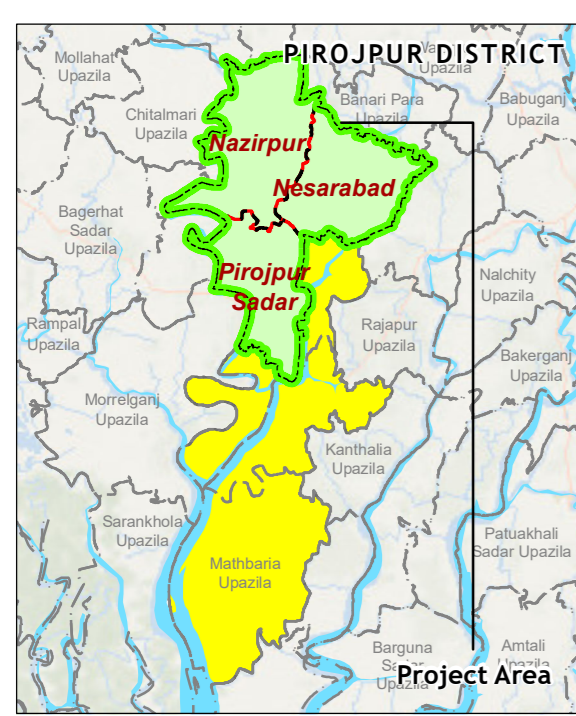 PIROJPUR DISTRICT
Mollahat
Upazila
Upazila
Chitalmari
Upazila
Banari Para
Upazila
Babuganj
Upazila
Nazirpur
Nesarabad
Bagerhat
Sadar
Upazila
Pirojpur
Sadar
Nalchity
Upazila
Rampal
Upazila
Rajapur
Upazila
Bakerganj
Upazila
Morrelganj
Upazila
Kanthalia
Upazila
Sarankhola
Upazila
Patuakhali
Sadar Upazila
Mathbaria
Upazila
Barguna
Sadar
Upazila
Amtali
Upazila
Project Area